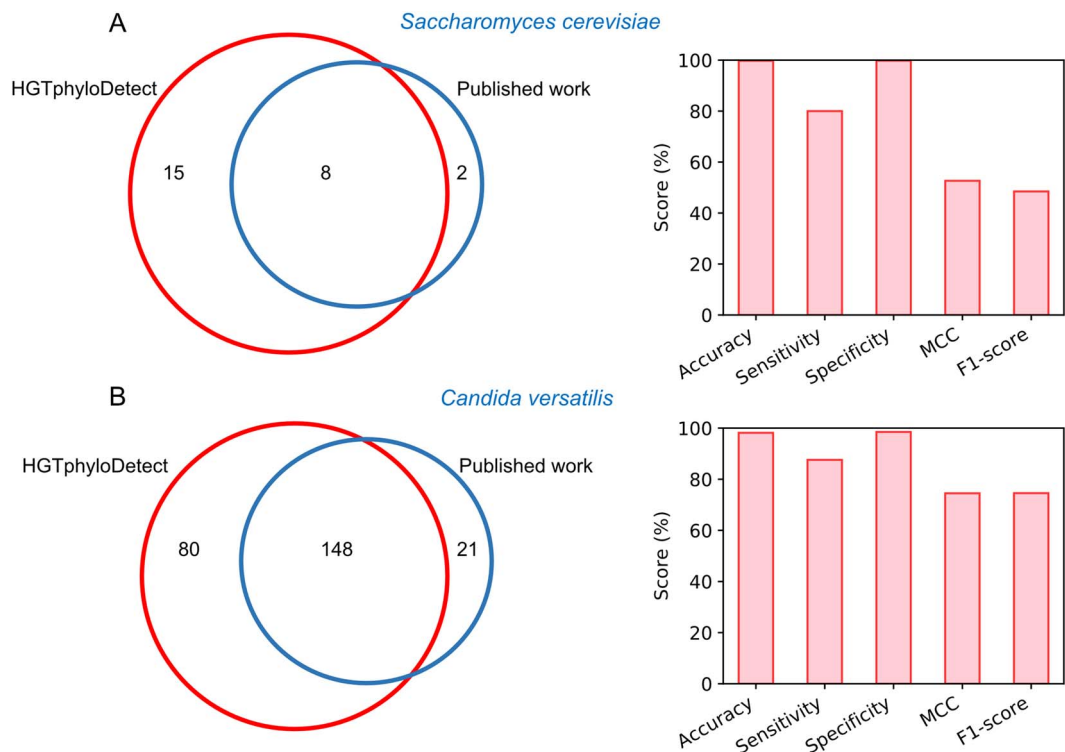 A
Saccharomyces cerevisiae
HGTphyloDetect
Published work
15
8
2
100
80
60
40
20
0
Score (%)
Accuracy
Sensitivity
Specificity
MCC
F1-score
B
Candida versatilis
HGTphyloDetect
Published work
80
148
21
100
80
60
40
20
0
Score (%)
Accuracy
Sensitivity
Specificity
MCC
F1-score